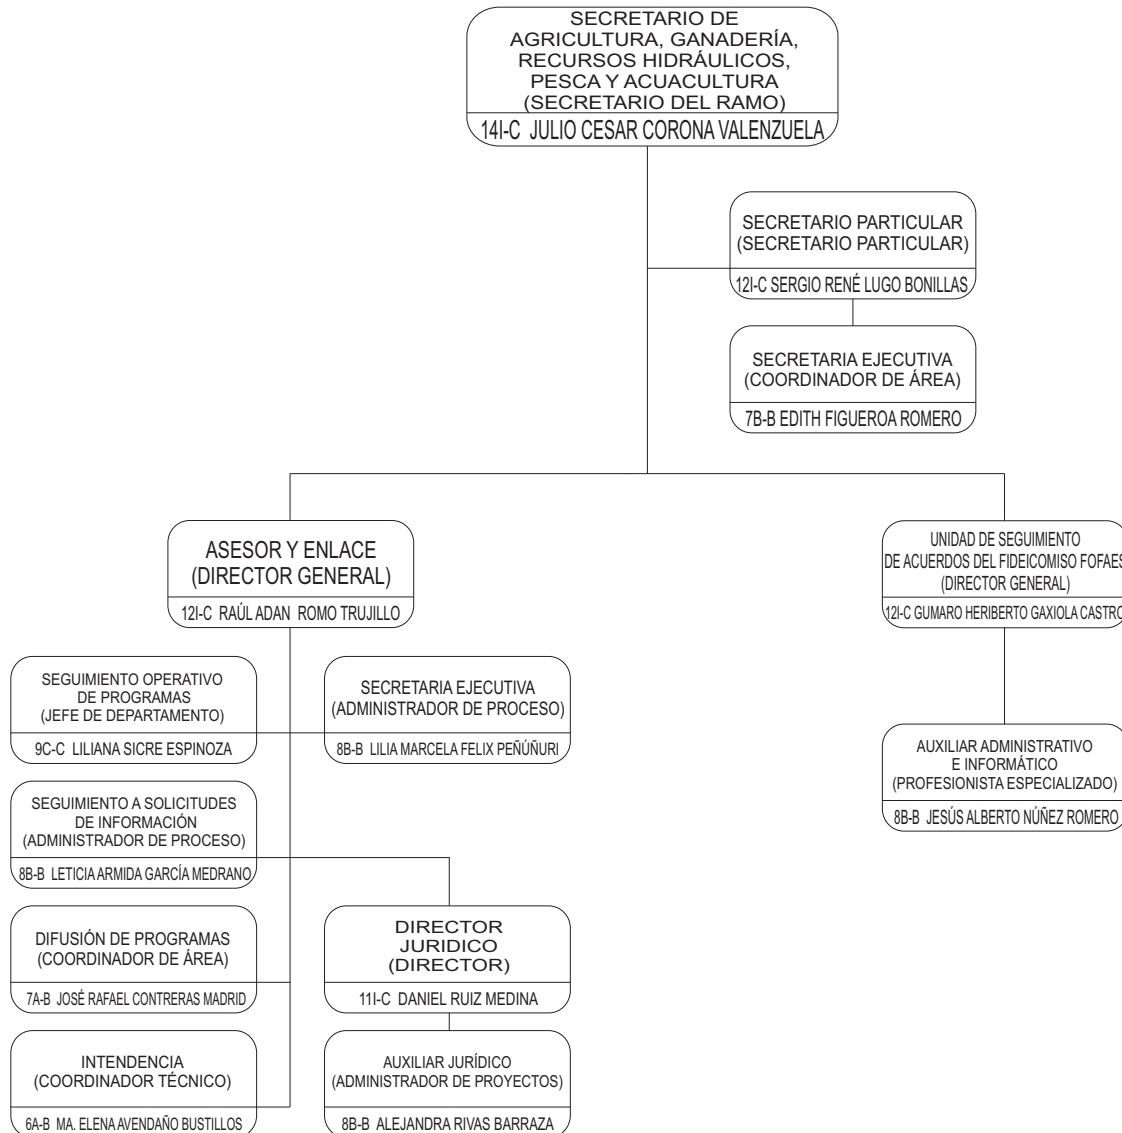 SECRETARIO DE
AGRICULTURA, GANADERÍA,
RECURSOS HIDRÁULICOS,
PESCA Y ACUACULTURA
(SECRETARIO DEL RAMO)
14I-C JULIO CESAR CORONA VALENZUELA
SECRETARIO PARTICULAR
(SECRETARIO PARTICULAR)
12I-C SERGIO RENÉ LUGO BONILLAS
SECRETARIA EJECUTIVA
(COORDINADOR DE ÁREA)
7B-B EDITH FIGUEROA ROMERO
ASESOR Y ENLACE
(DIRECTOR GENERAL)
12I-C RAÚL ADAN ROMO TRUJILLO
UNIDAD DE SEGUIMIENTO
DE ACUERDOS DEL FIDEICOMISO FOFAES
(DIRECTOR GENERAL)
12I-C GUMARO HERIBERTO GAXIOLA CASTRO
SEGUIMIENTO OPERATIVO
DE PROGRAMAS
(JEFE DE DEPARTAMENTO)
9C-C LILIANA SICRE ESPINOZA
SECRETARIA EJECUTIVA
(ADMINISTRADOR DE PROCESO)
8B-B LILIA MARCELA FELIX PEÑÚÑURI
AUXILIAR ADMINISTRATIVO
E INFORMÁTICO
(PROFESIONISTA ESPECIALIZADO)
8B-B JESÚS ALBERTO NÚÑEZ ROMERO
SEGUIMIENTO A SOLICITUDES
DE INFORMACIÓN
(ADMINISTRADOR DE PROCESO)
8B-B LETICIA ARMIDA GARCÍA MEDRANO
DIFUSIÓN DE PROGRAMAS
(COORDINADOR DE ÁREA)
7A-B JOSÉ RAFAEL CONTRERAS MADRID
DIRECTOR
JURIDICO
(DIRECTOR)
11I-C DANIEL RUIZ MEDINA
INTENDENCIA
(COORDINADOR TÉCNICO)
6A-B MA. ELENA AVENDAÑO BUSTILLOS
AUXILIAR JURÍDICO
(ADMINISTRADOR DE PROYECTOS)
8B-B ALEJANDRA RIVAS BARRAZA